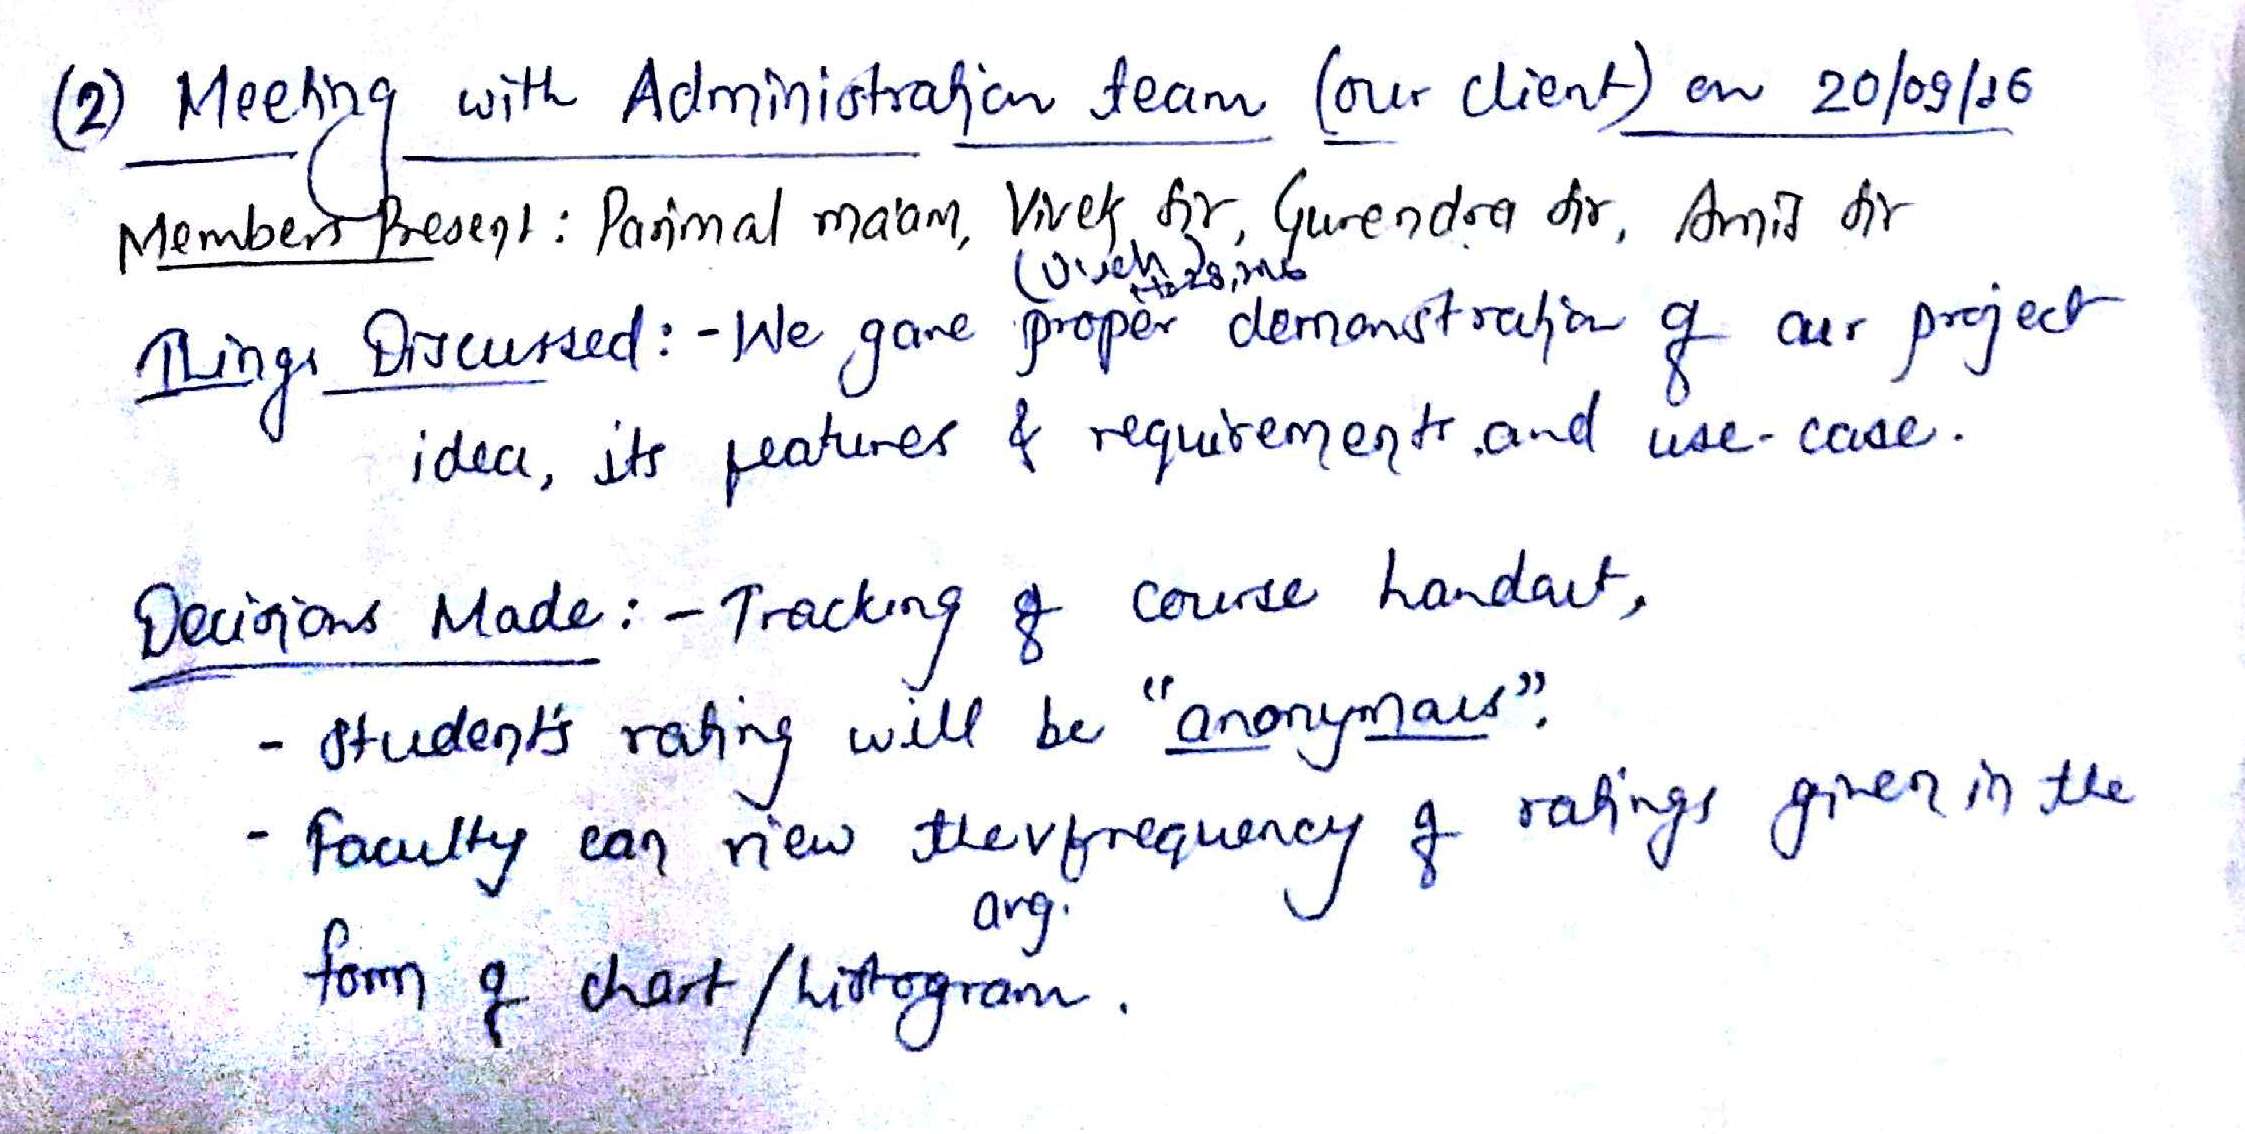 (2) Meeting with Administration team (our client) on 20/09/16
Members Present: Parimal ma'am, Vivek sir, Gurendra sir, Amit sir
Things Discussed: - We gave proper demonstration of our project
idea, its features & requirements and use-case.
Decisions Made: - Tracking of course handout,
- Student's rating will be "anonymous".
- Faculty can view the avg. frequency of ratings given in the
form of chart/histogram.